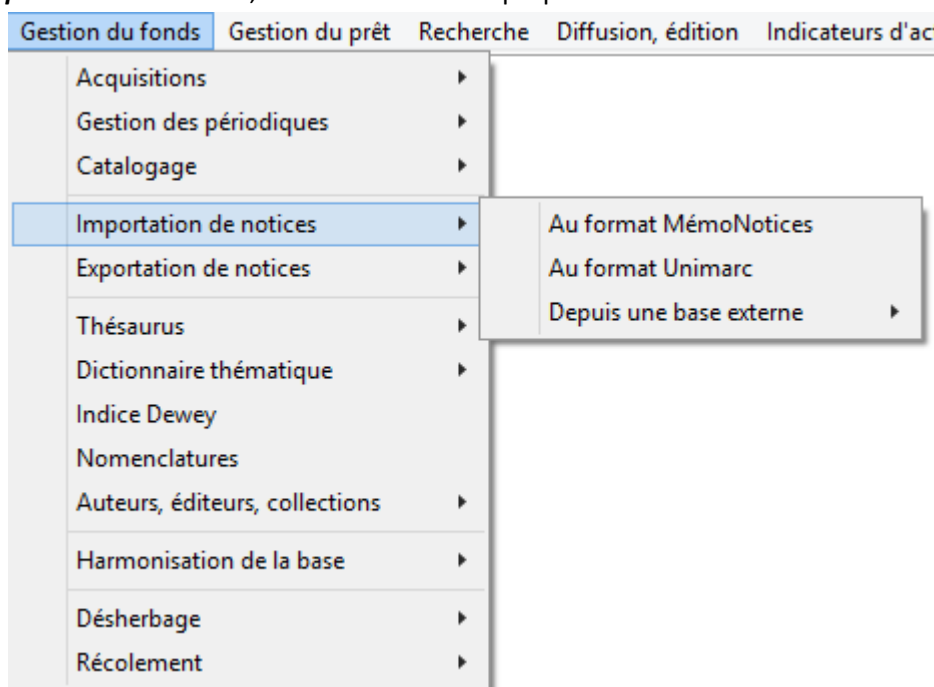 Gestion du fonds Gestion du prêt Recherche Diffusion, édition Indicateurs d'ac
Acquisitions
Gestion des périodiques
Catalogage
Importation de notices
Au format MémoNotices
Au format Unimarc
Depuis une base externe
Exportation de notices
Thésaurus
Dictionnaire thématique
Indice Dewey
Nomenclatures
Auteurs, éditeurs, collections
Harmonisation de la base
Désherbage
Récolement